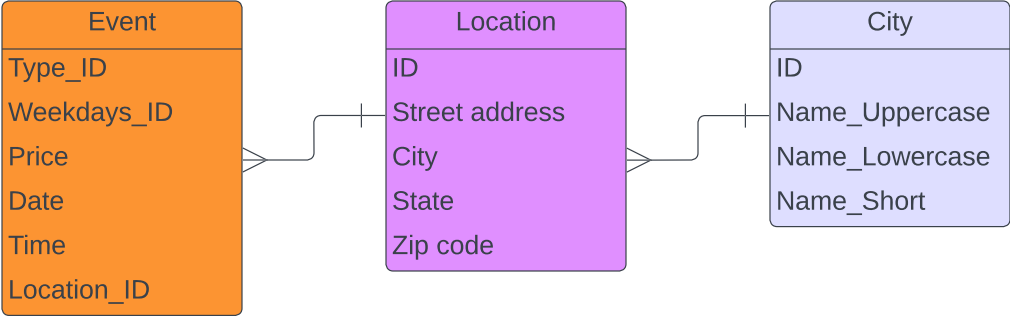 Event
Type_ID
Weekdays_ID
Price
Date
Time
Location_ID
Location
ID
Street address
City
State
Zip code
City
ID
Name_Uppercase
Name_Lowercase
Name_Short